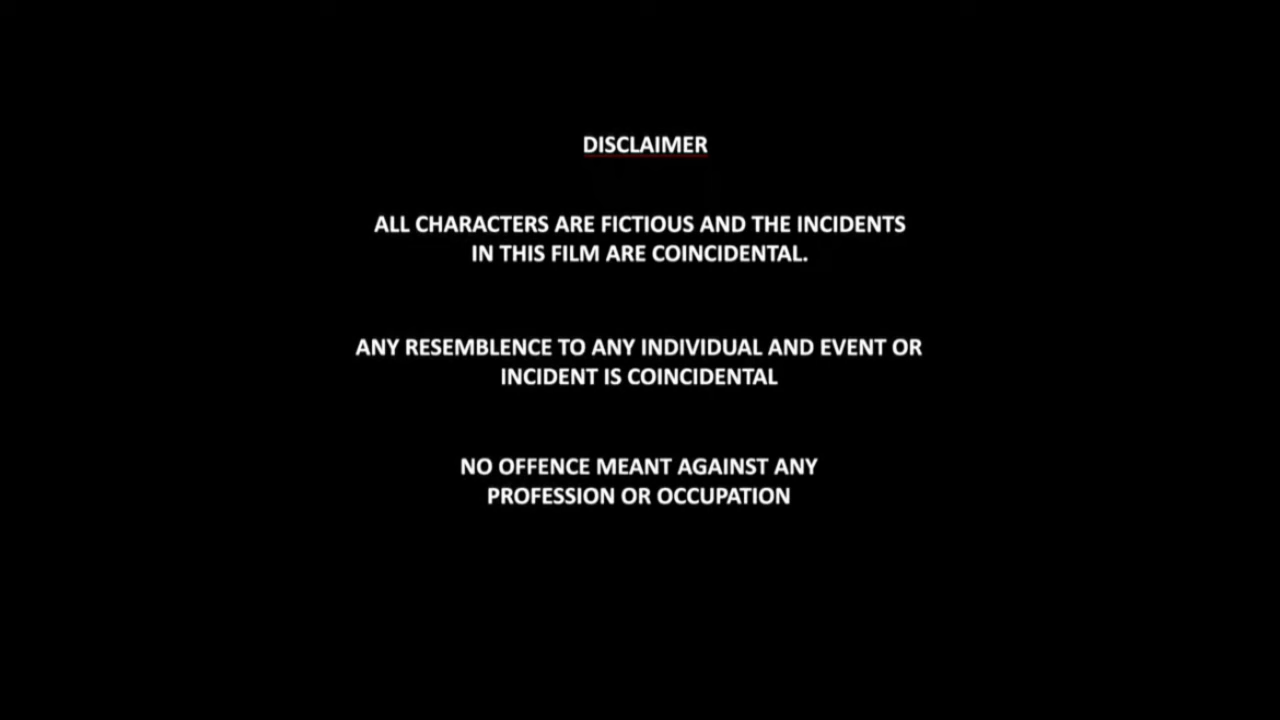 DISCLAIMER
ALL CHARACTERS ARE FICTIOUS AND THE INCIDENTS
IN THIS FILM ARE COINCIDENTAL.
ANY RESEMBLENCE TO ANY INDIVIDUAL AND EVENT OR
INCIDENT IS COINCIDENTAL
NO OFFENCE MEANT AGAINST ANY
PROFESSION OR OCCUPATION